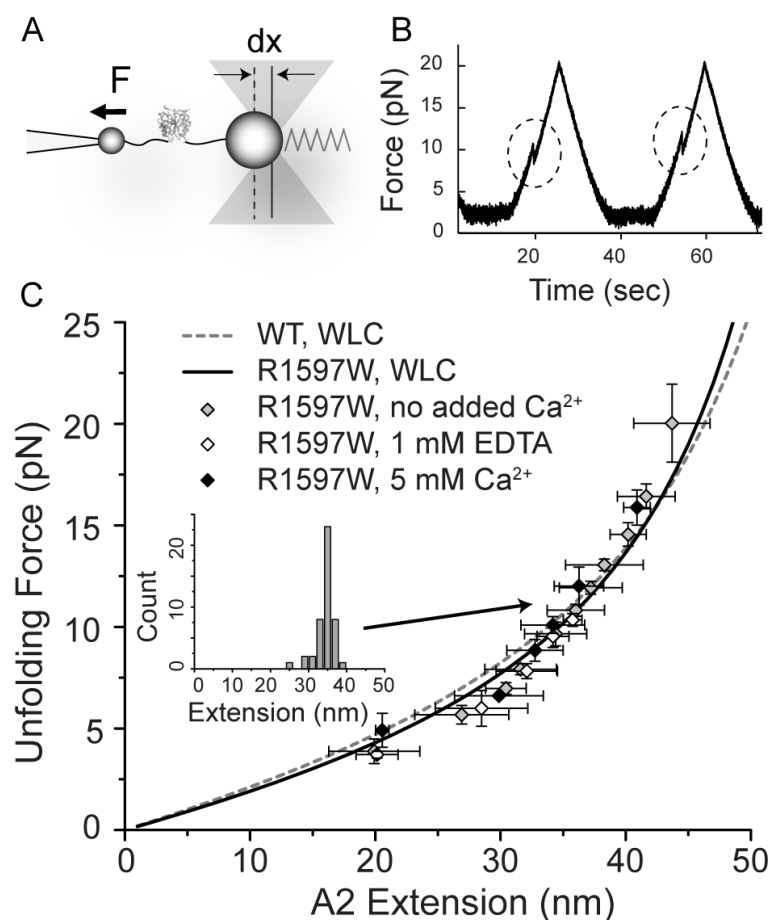 A
F
dx
B
Force (pN)
20
15
10
5
0
20
40
60
Time (sec)
C
Unfolding Force (pN)
25
20
15
10
5
0
WT, WLC
R1597W, WLC
R1597W, no added Ca²⁺
R1597W, 1 mM EDTA
R1597W, 5 mM Ca²⁺
Count
20
10
0
0 10 20 30 40 50
Extension (nm)
0 10 20 30 40 50
A2 Extension (nm)